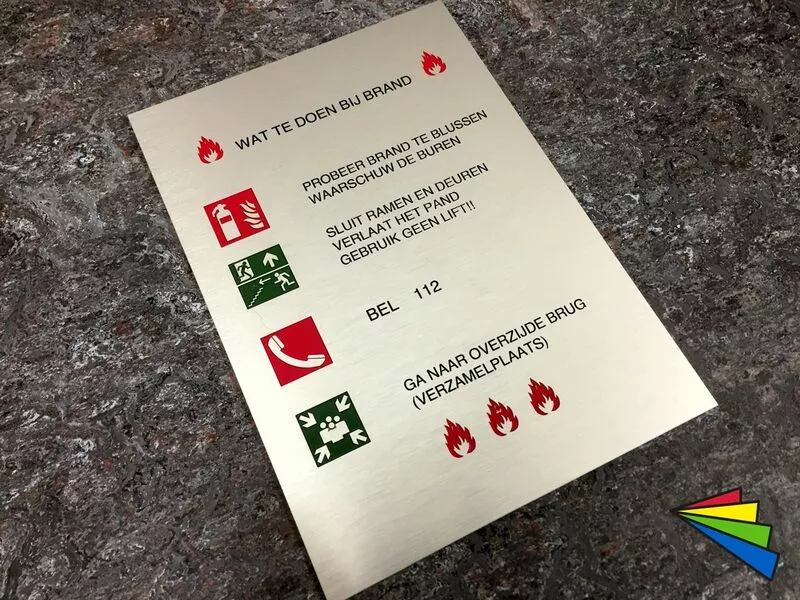 WAT TE DOEN BIJ BRAND
PROBEER BRAND TE BLUSSEN
WAARSCHUW DE BUREN
SLUIT RAMEN EN DEUREN
VERLAAT HET PAND
GEBRUIK GEEN LIFT!!
BEL 112
GA NAAR OVERZIJDE BRUG
(VERZAMELPLAATS)